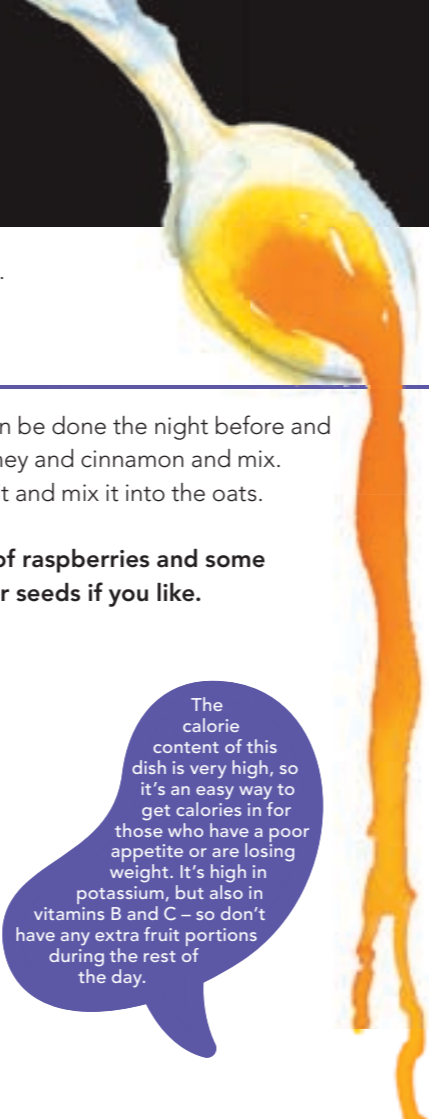 .
n be done the night before and
ney and cinnamon and mix.
t and mix it into the oats.
of raspberries and some
r seeds if you like.
The
calorie
content of this
dish is very high, so
it's an easy way to
get calories in for
those who have a poor
appetite or are losing
weight. It's high in
potassium, but also in
vitamins B and C – so don't
have any extra fruit portions
during the rest of
the day.